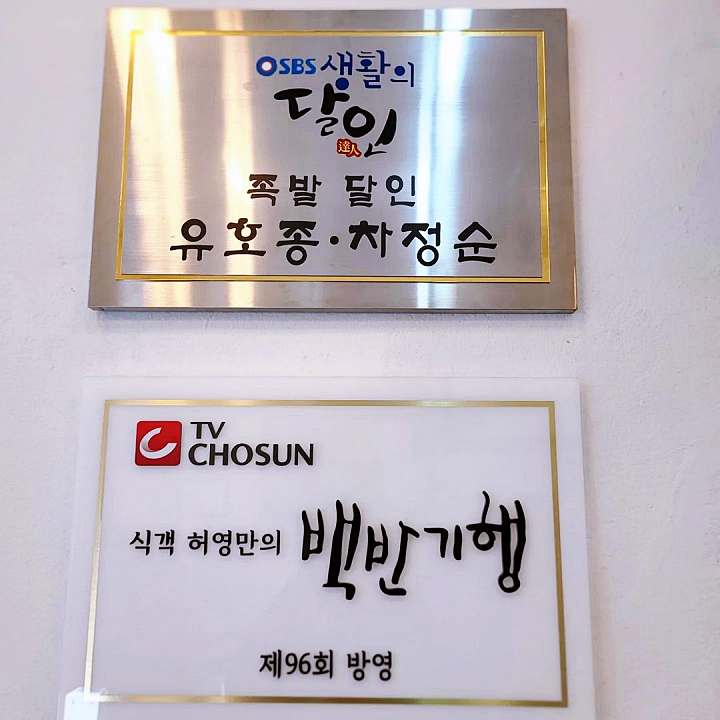 SBS 생활의
달인
達人
족발 달인
유호종·차정순
TV
CHOSUN
식객 허영만의 백반기행
제96회 방영